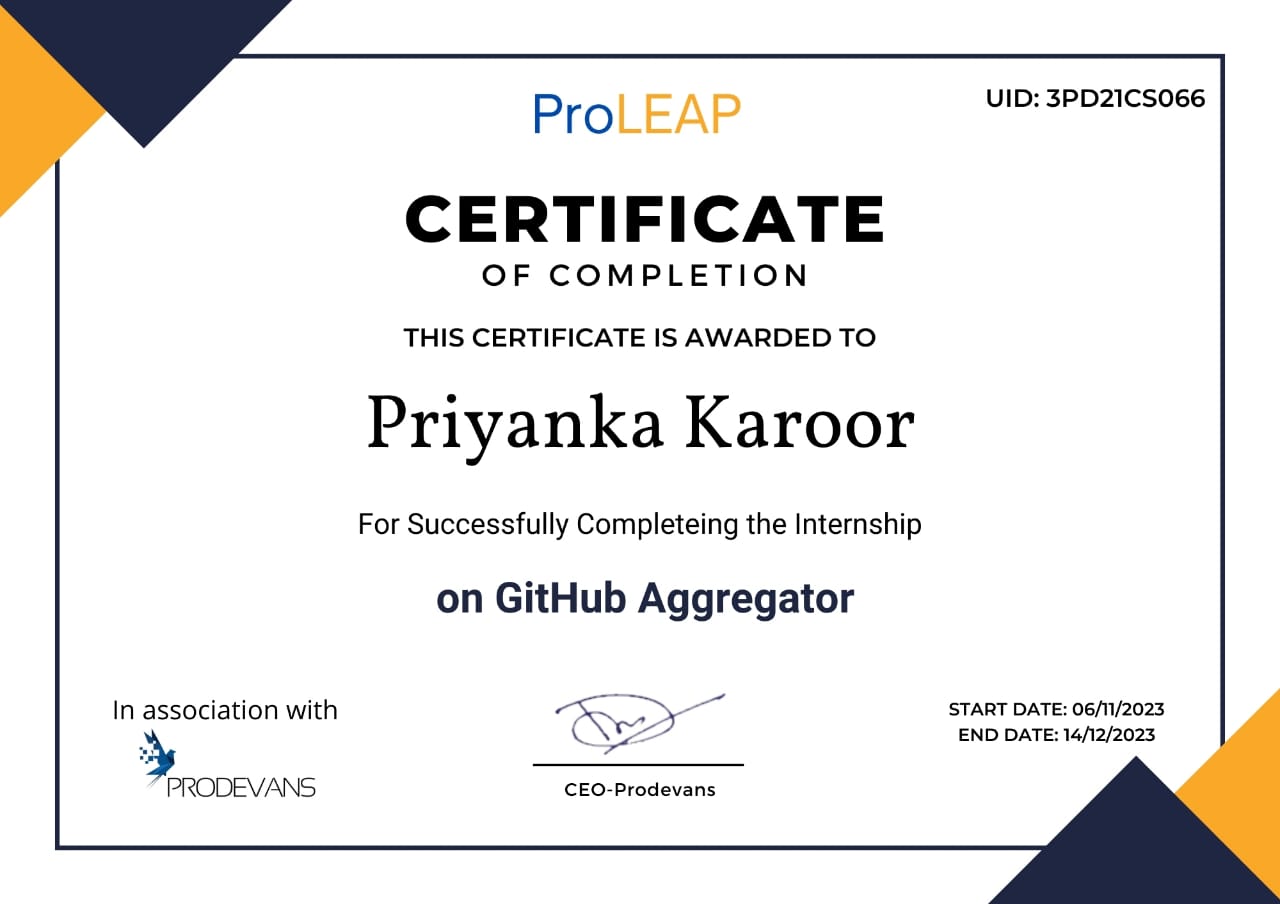 ProLEAP
UID: 3PD21CS066
CERTIFICATE
OF COMPLETION
THIS CERTIFICATE IS AWARDED TO
Priyanka Karoor
For Successfully Completeing the Internship
on GitHub Aggregator
In association with
PRODEVANS
CEO-Prodevans
START DATE: 06/11/2023
END DATE: 14/12/2023